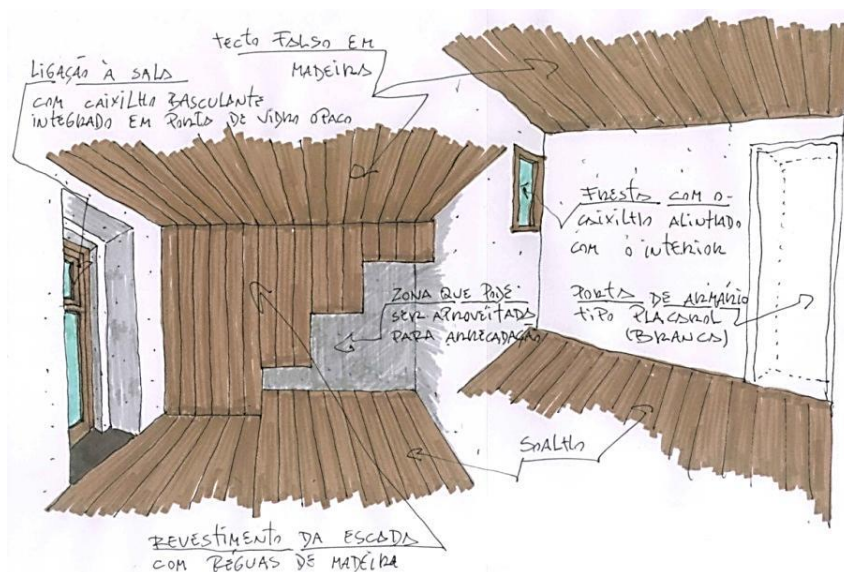 LIGAÇÃO À SALA
COM CAIXILHO BASCULANTE
INTEGRADO EM PORTA DE VIDRO OPACO
TECTO FALSO EM
MADEIRA
FRESTA COM O
CAIXILHO ALINHADO
COM O INTERIOR
ZONA QUE PODE
SER APROVEITADA
PARA ARRECADAÇÃO
PORTA DE ARMÁRIO
TIPO PLACAROL
(BRANCA)
SOALHO
REVESTIMENTO DA ESCADA
COM RÉGUAS DE MADEIRA